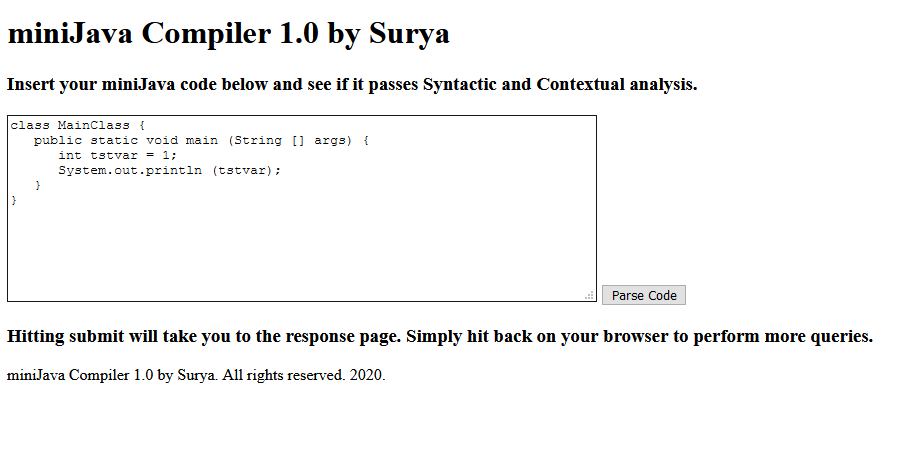 miniJava Compiler 1.0 by Surya
Insert your miniJava code below and see if it passes Syntactic and Contextual analysis.
class MainClass {
   public static void main (String [] args) {
      int tstvar = 1;
      System.out.println (tstvar);
   }
}
Parse Code
Hitting submit will take you to the response page. Simply hit back on your browser to perform more queries.
miniJava Compiler 1.0 by Surya. All rights reserved. 2020.